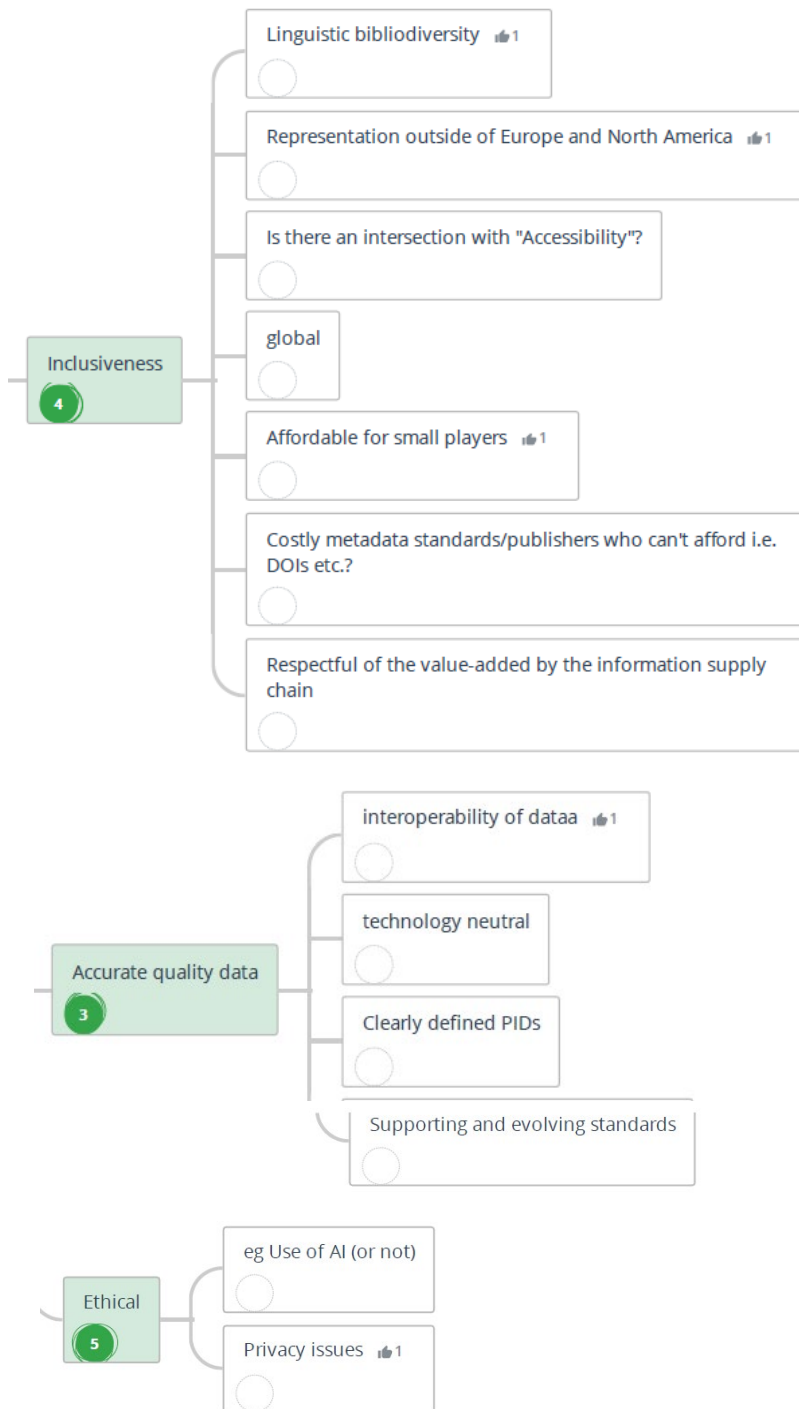 Linguistic bibliodiversity 1
Representation outside of Europe and North America 1
Is there an intersection with "Accessibility"?
global
Inclusiveness
4
Affordable for small players 1
Costly metadata standards/publishers who can't afford i.e.
DOIs etc.?
Respectful of the value-added by the information supply
chain
interoperability of dataa 1
technology neutral
Accurate quality data
3
Clearly defined PIDs
Supporting and evolving standards
eg Use of AI (or not)
Ethical
5
Privacy issues 1